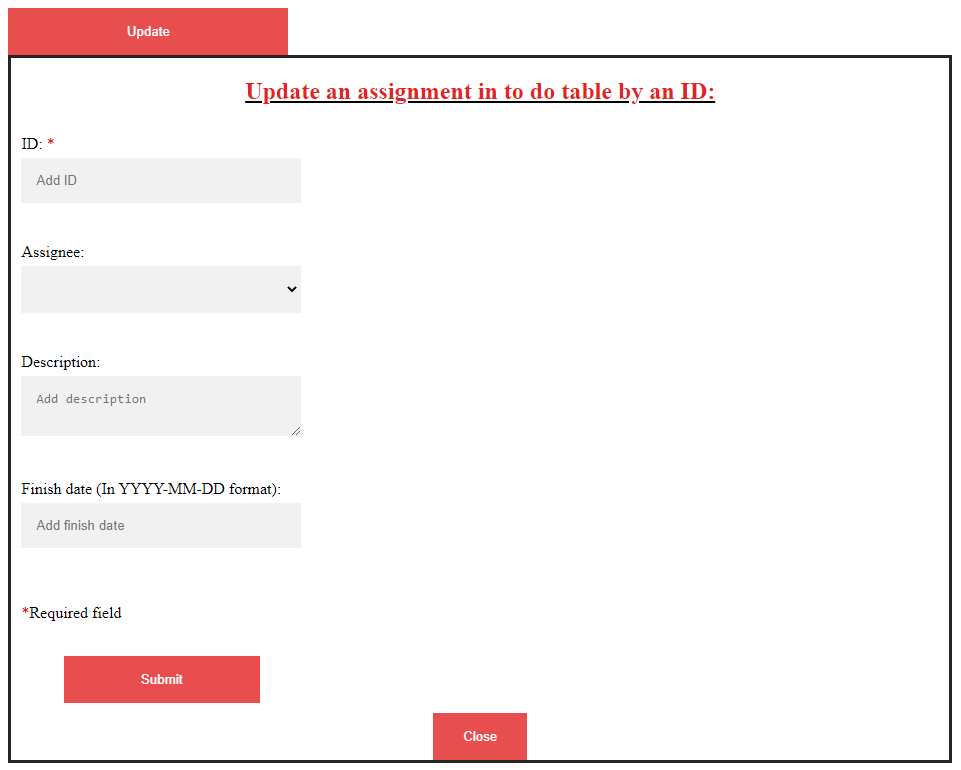 Update
Update an assignment in to do table by an ID:
ID: *
Add ID
Assignee:
Description:
Add description
Finish date (In YYYY-MM-DD format):
Add finish date
*Required field
Submit
Close